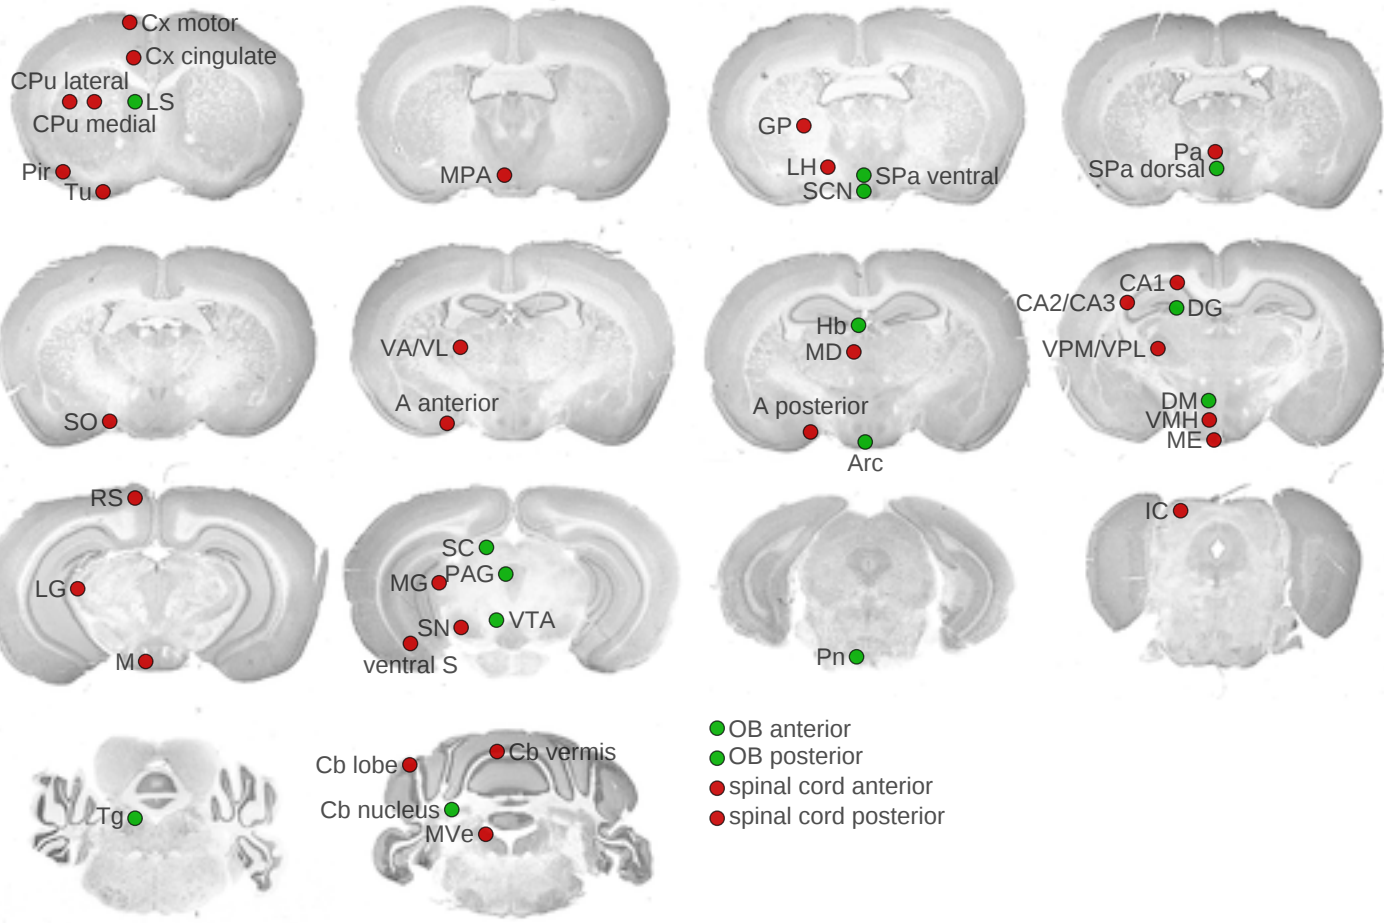 Cx motor
Cx cingulate
CPu lateral
LS
CPu medial
Pir
Tu
MPA
GP
LH
SPa ventral
SCN
Pa
SPa dorsal
SO
VA/VL
A anterior
Hb
MD
A posterior
Arc
CA1
CA2/CA3
DG
VPM/VPL
DM
VMH
ME
RS
LG
M
SC
PAG
MG
VTA
SN
ventral S
Pn
IC
Tg
Cb vermis
Cb lobe
Cb nucleus
MVe
OB anterior
OB posterior
spinal cord anterior
spinal cord posterior